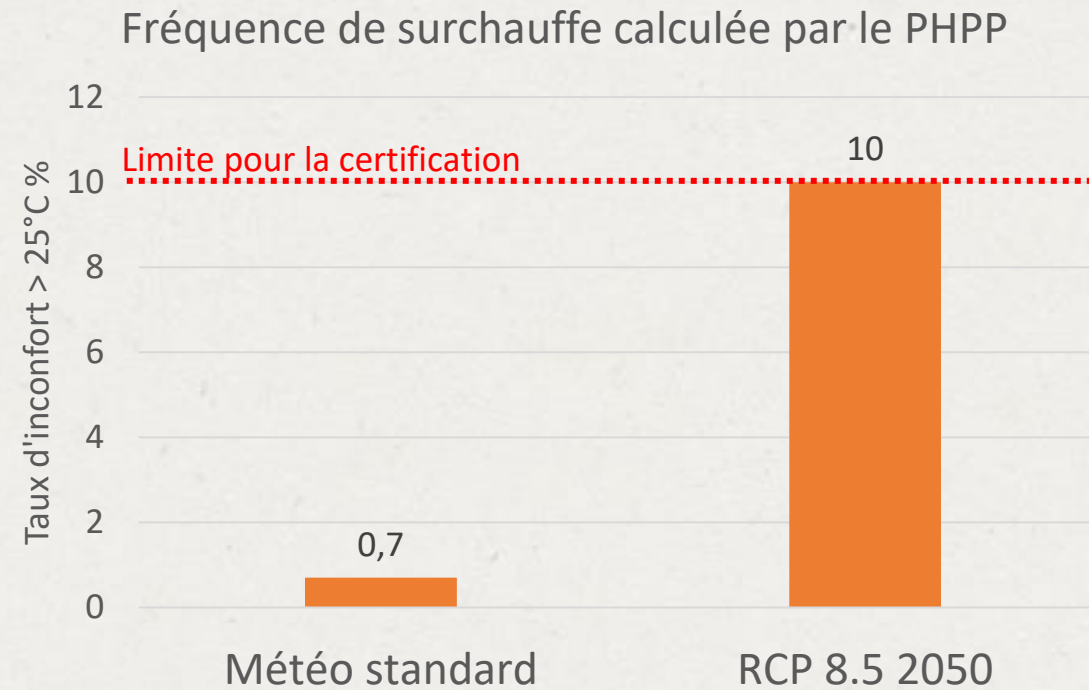 Fréquence de surchauffe calculée par le PHPP
Taux d'inconfort > 25°C %
12
10
8
6
4
2
0
Limite pour la certification
0,7
10
Météo standard
RCP 8.5 2050